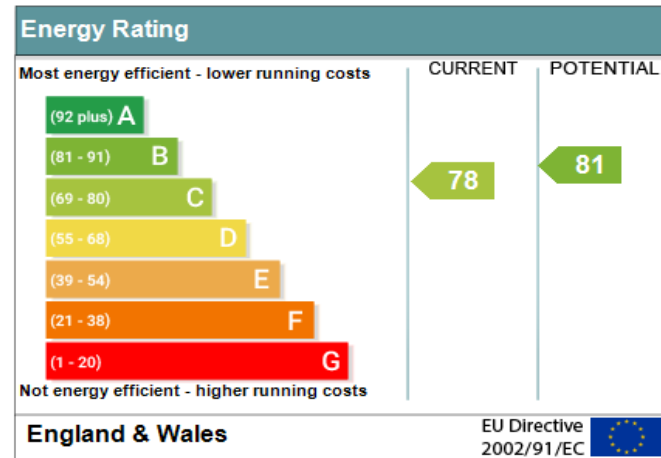 Energy Rating
Most energy efficient - lower running costs
CURRENT
POTENTIAL
(92 plus) A
(81 - 91) B
(69 - 80) C
(55 - 68) D
(39 - 54) E
(21 - 38) F
(1 - 20) G
78
81
Not energy efficient - higher running costs
England & Wales
EU Directive
2002/91/EC